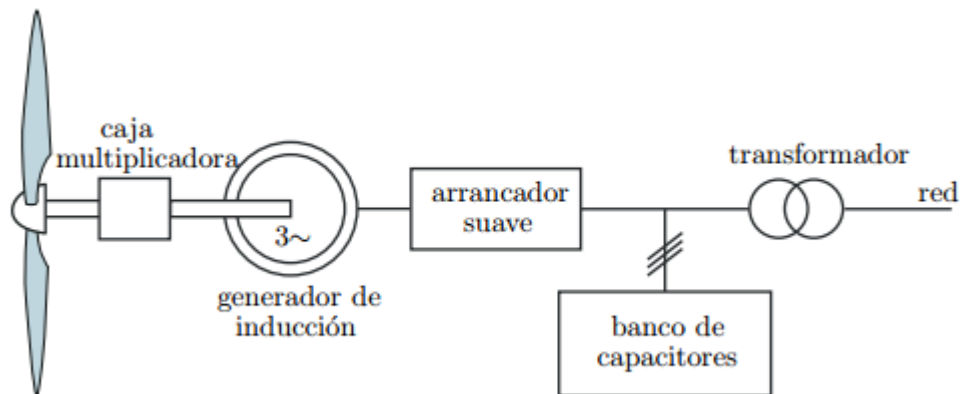 caja
multiplicadora
3∼
generador de
inducción
arrancador
suave
banco de
capacitores
transformador
red